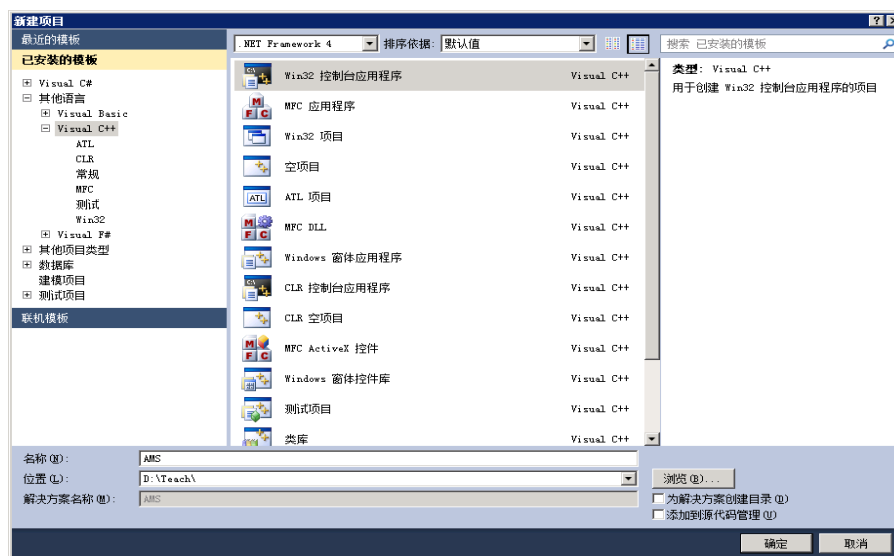 新建项目
最近的模板
.NET Framework 4 排序依据: 默认值
搜索 已安装的模板
已安装的模板
Visual C#
其他语言
Visual Basic
Visual C++
ATL
CLR
常规
MFC
测试
Win32
Visual F#
其他项目类型
数据库
建模项目
测试项目
联机模板
Win32 控制台应用程序 Visual C++
MFC 应用程序 Visual C++
Win32 项目 Visual C++
空项目 Visual C++
ATL ATL 项目 Visual C++
MFC DLL Visual C++
Windows 窗体应用程序 Visual C++
CLR 控制台应用程序 Visual C++
CLR 空项目 Visual C++
MFC ActiveX 控件 Visual C++
Windows 窗体控件库 Visual C++
测试项目 Visual C++
类库 Visual C++
类型: Visual C++
用于创建 Win32 控制台应用程序的项目
名称(N): AMS
位置(L): D:\Teach\ 浏览(B)...
解决方案名称(M): AMS
为解决方案创建目录(D)
添加到源代码管理(U)
确定 取消